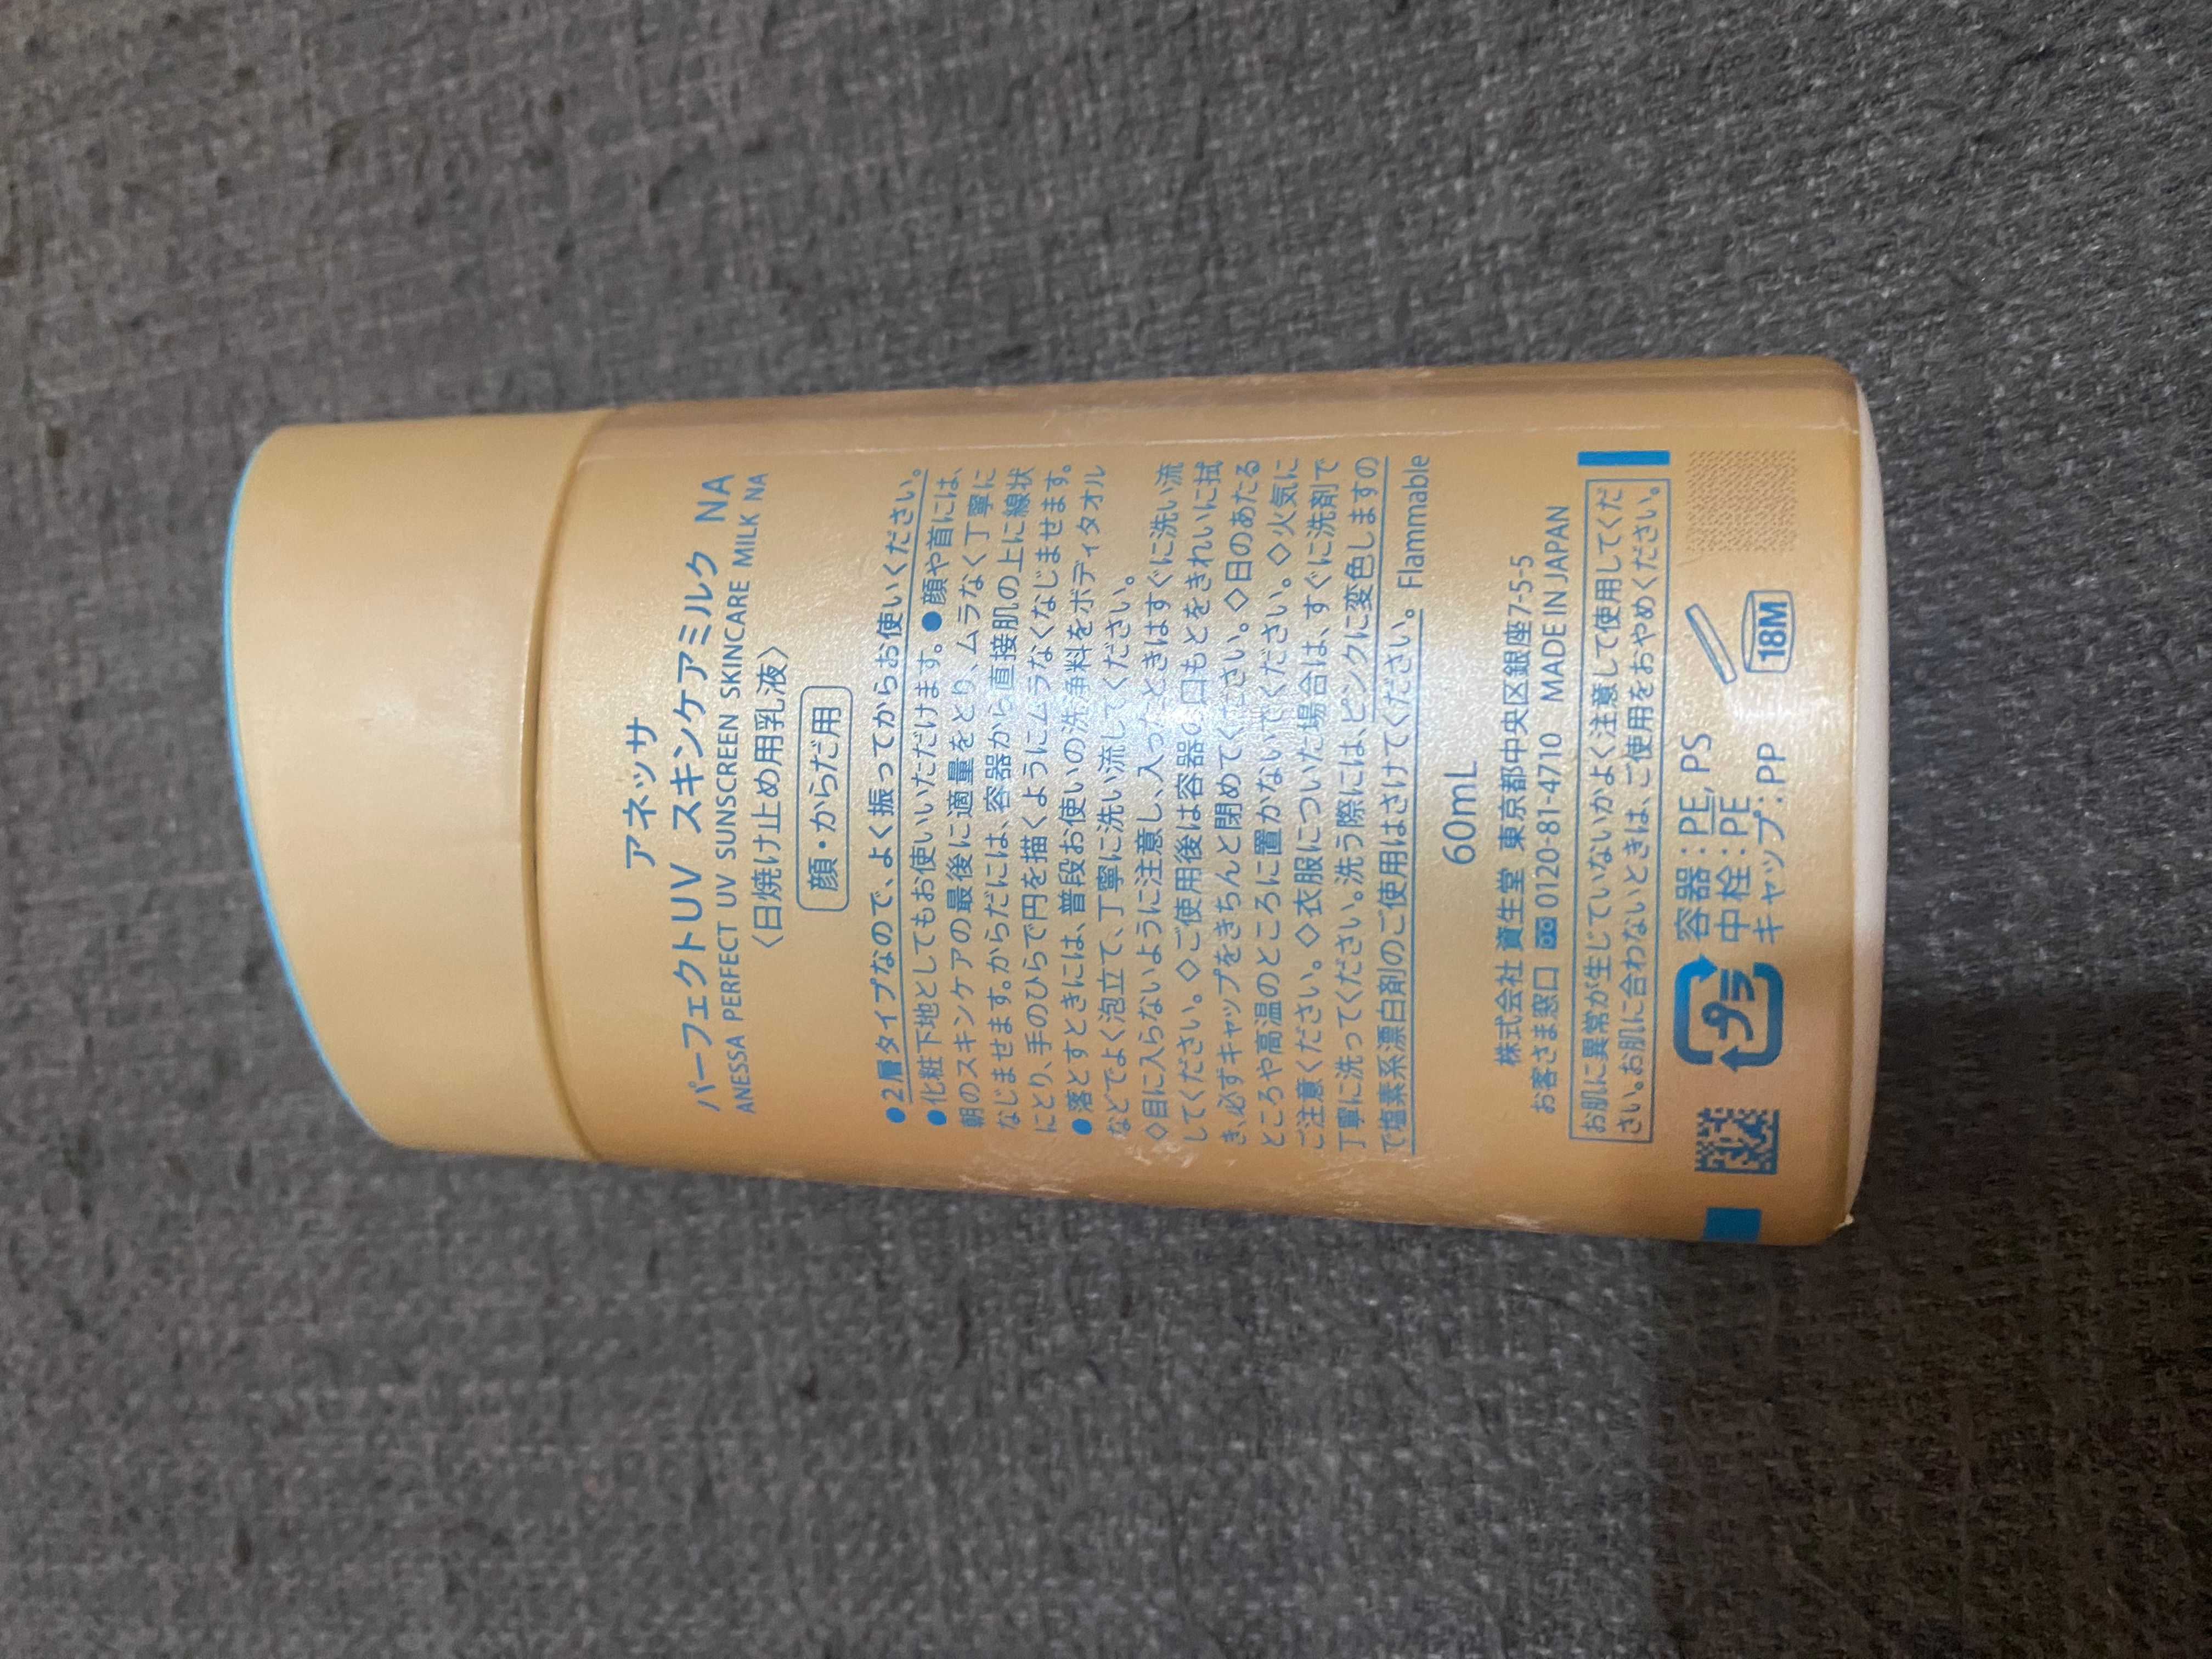 アネッサ
パーフェクトUV スキンケアミルク NA
ANESSA PERFECT UV SUNSCREEN SKINCARE MILK NA
〈日焼け止め用乳液〉
顔・からだ用
●2層タイプなので、よく振ってからお使いください。
●化粧下地としてもお使いいただけます。●顔や首には、
朝のスキンケアの最後に適量をとり、ムラなく丁寧に
なじませます。からだには、容器から直接肌の上に線状
にとり、手のひらで円を描くようにムラなくなじませます。
●落とすときには、普段お使いの洗浄料をボディタオル
などでよく泡立て、丁寧に洗い流してください。
◇目に入らないように注意し、入ったときはすぐに洗い流
してください。◇ご使用後は容器の口もとをきれいに拭
き、必ずキャップをきちんと閉めてください。◇日のあたる
ところや高温のところに置かないでください。◇火気に
ご注意ください。◇衣服についた場合は、すぐに洗剤で
丁寧に洗ってください。洗う際には、ピンクに変色しますの
で塩素系漂白剤のご使用はさけてください。 Flammable
60mL
株式会社 資生堂 東京都中央区銀座7-5-5
お客さま窓口 0120-81-4710 MADE IN JAPAN
お肌に異常が生じていないかよく注意して使用してくだ
さい。お肌に合わないときは、ご使用をおやめください。
プラ 容器：PE, PS
中栓：PE
キャップ：PP
18M